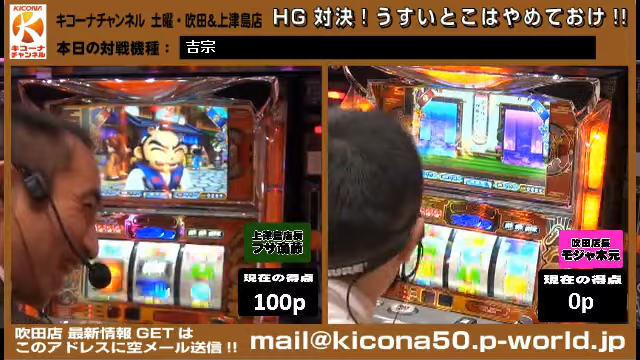 KICONA
キコーナ
チャンネル
キコーナチャンネル 土曜・吹田&上津島店
HG対決!うすいとこはやめておけ!!
本日の対戦機種:
吉宗
上津島店長
現在の得点
100p
吹田店長
モジャ木元
現在の得点
0p
吹田店 最新情報GETは
このアドレスに空メール送信!!
mail@kicona50.p-world.jp